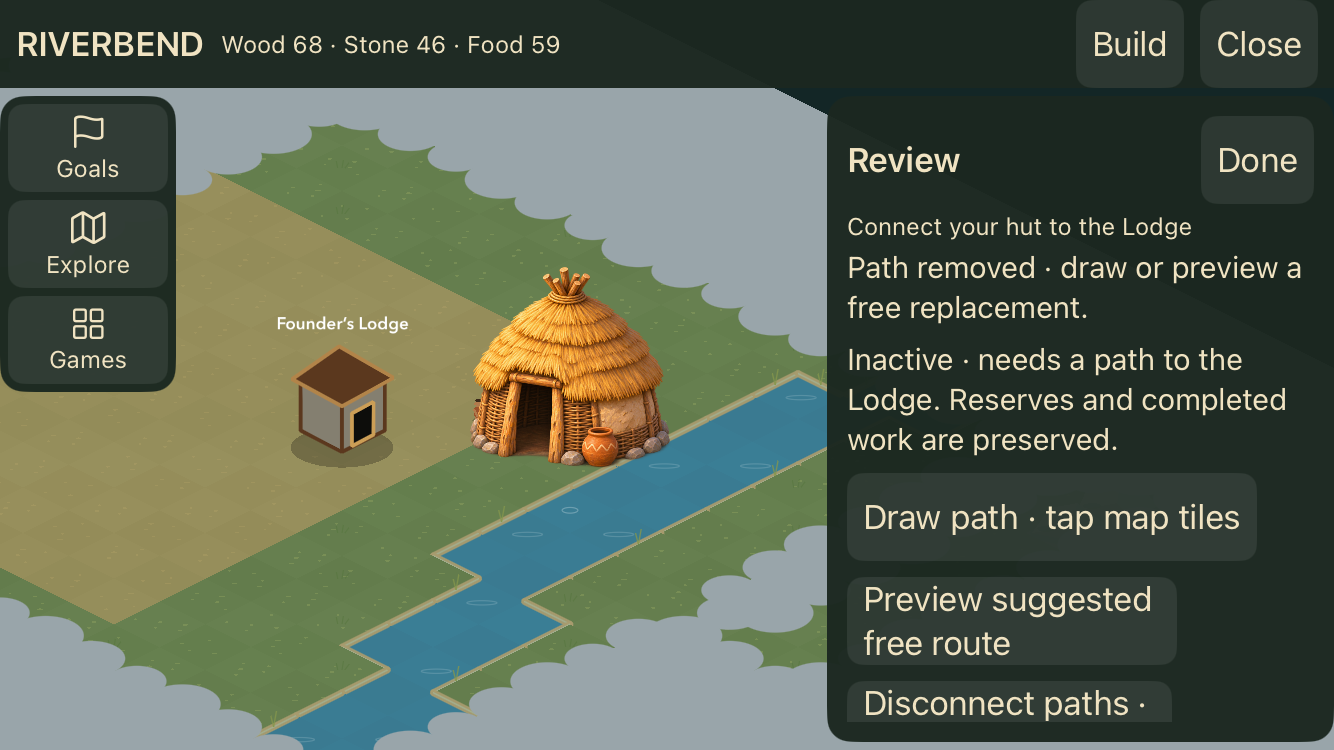 RIVERBEND Wood 68 · Stone 46 · Food 59
Build
Close
Goals
Explore
Games
Founder’s Lodge
Review
Done
Connect your hut to the Lodge
Path removed · draw or preview a
free replacement.
Inactive · needs a path to the
Lodge. Reserves and completed
work are preserved.
Draw path · tap map tiles
Preview suggested
free route
Disconnect paths ·